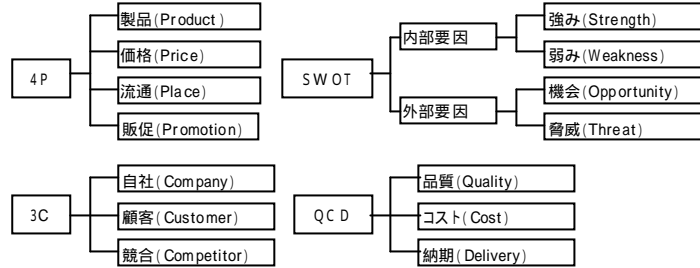 4P
製品(Product)
価格(Price)
流通(Place)
販促(Promotion)
SWOT
内部要因
強み(Strength)
弱み(Weakness)
外部要因
機会(Opportunity)
脅威(Threat)
3C
自社(Company)
顧客(Customer)
競合(Competitor)
QCD
品質(Quality)
コスト(Cost)
納期(Delivery)